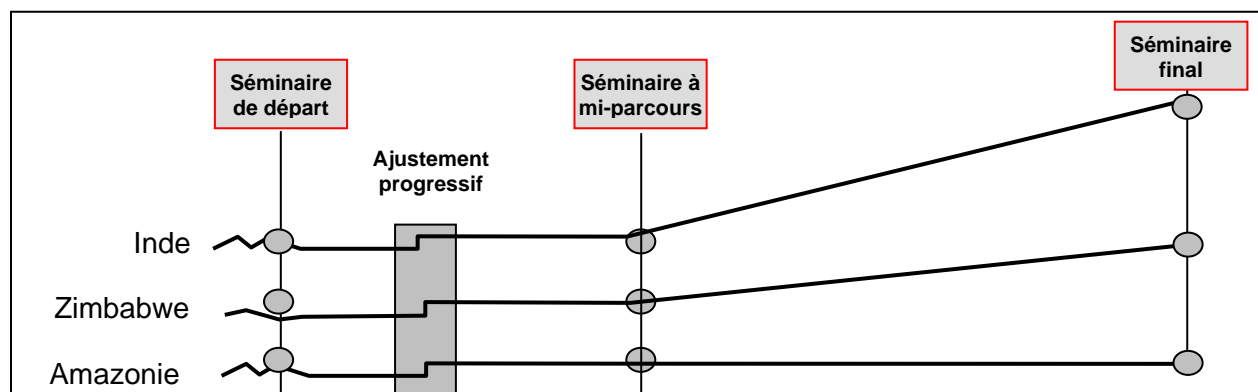 Séminaire
final
Séminaire
de départ
Séminaire à
mi-parcours
Ajustement
progressif
Inde
Zimbabwe
Amazonie